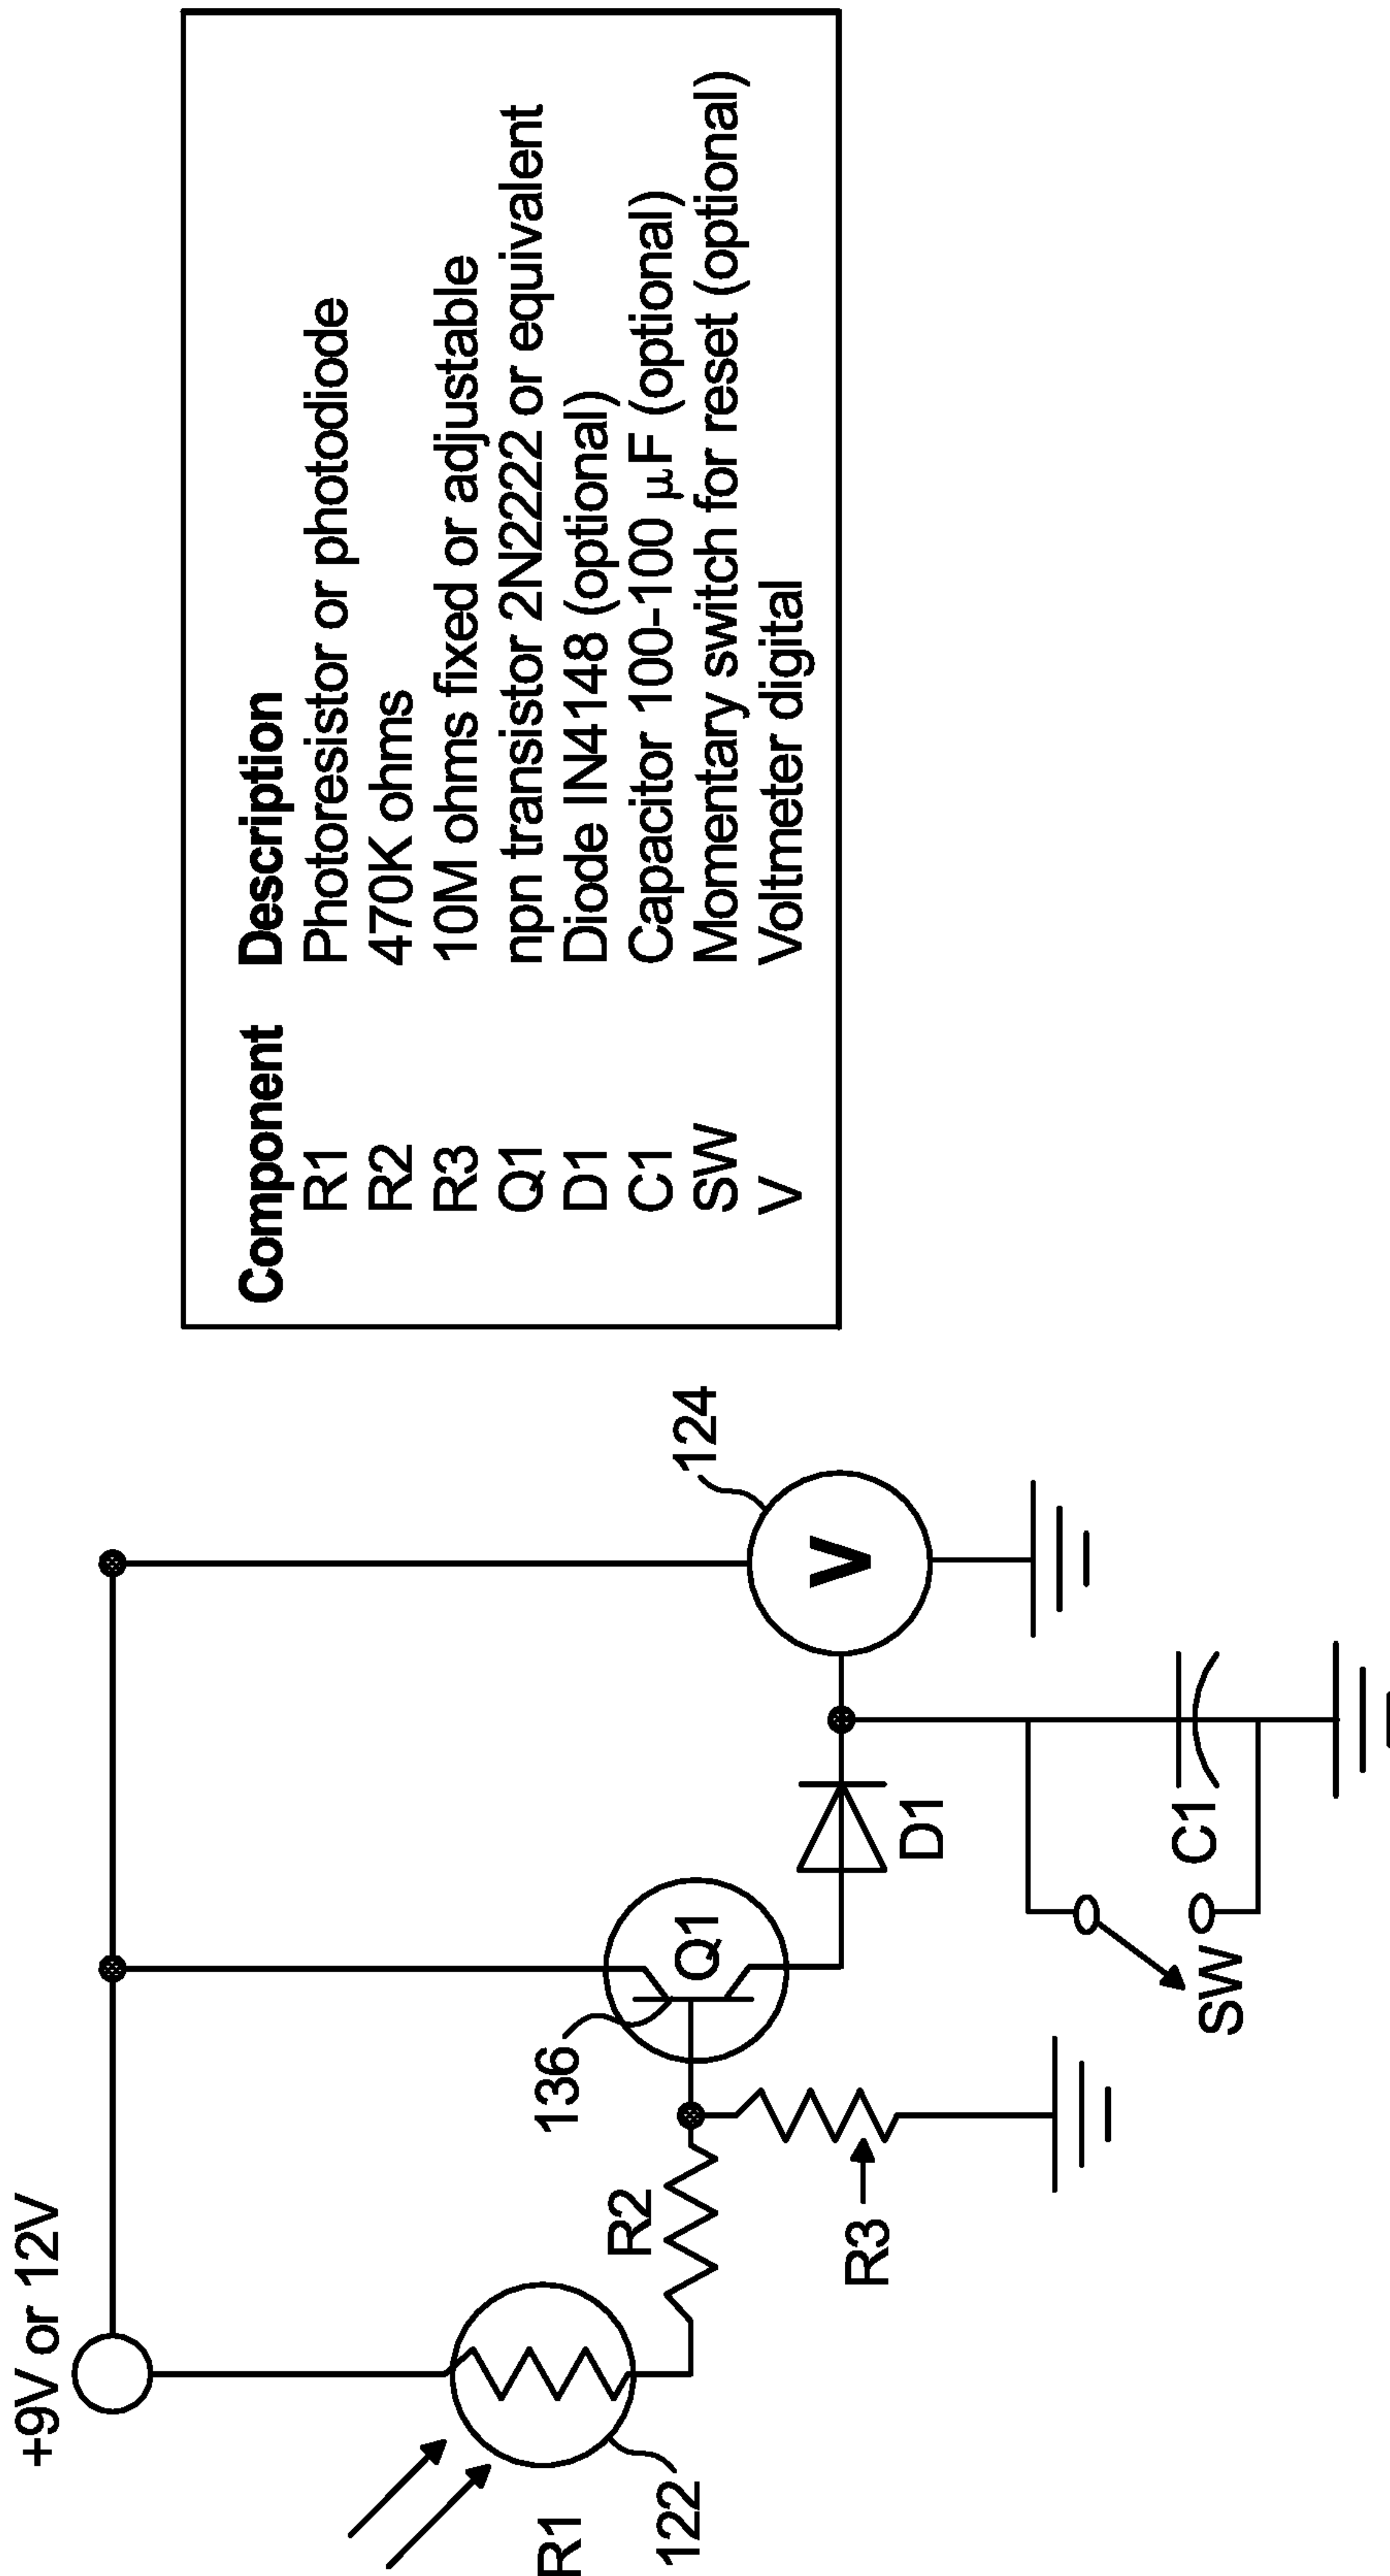 +9V or 12V
R1
122
R2
R3
136
Q1
D1
SW
C1
V
124
Component Description
R1 Photoresistor or photodiode
R2 470K ohms
R3 10M ohms fixed or adjustable
Q1 npn transistor 2N2222 or equivalent
D1 Diode IN4148 (optional)
C1 Capacitor 100-100 μF (optional)
SW Momentary switch for reset (optional)
V Voltmeter digital